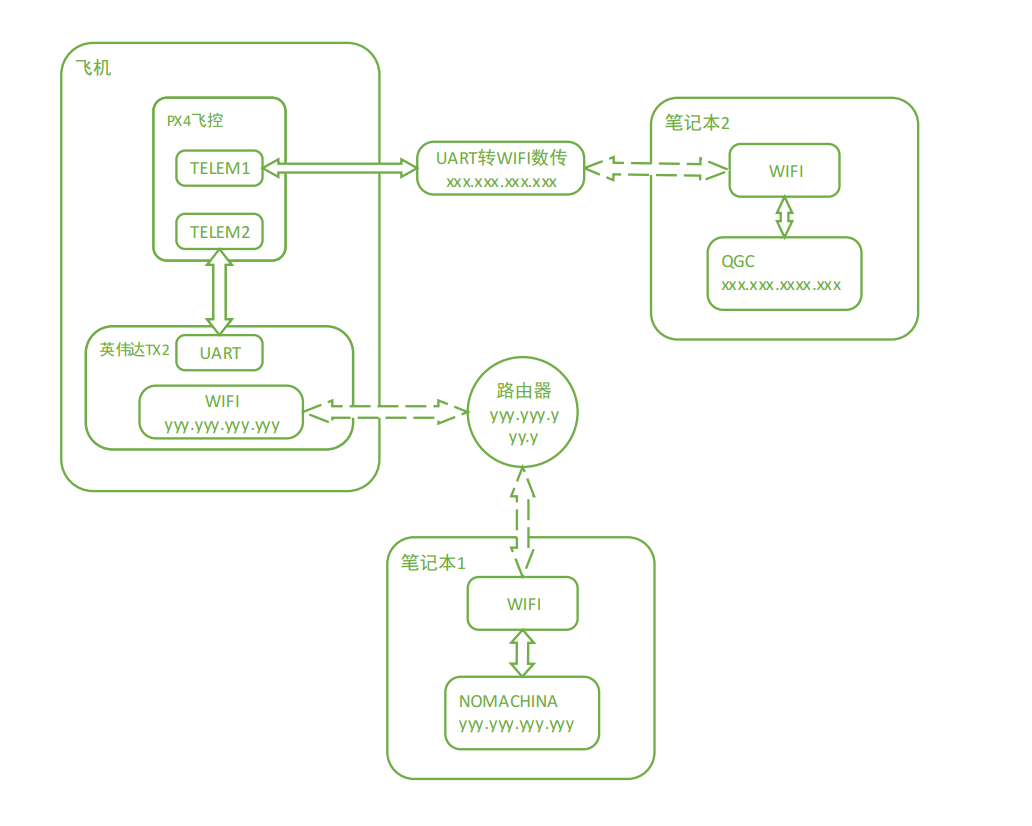 飞机
PX4飞控
TELEM1
TELEM2
英伟达TX2
UART
WIFI
yyy.yyy.yyy.yyy
UART转WIFI数传
xxx.xxx.xxx.xxx
笔记本2
WIFI
QGC
xxx.xxx.xxxx.xxx
路由器
yyy.yyy.y
yy.y
笔记本1
WIFI
NOMACHINA
yyy.yyy.yyy.yyy